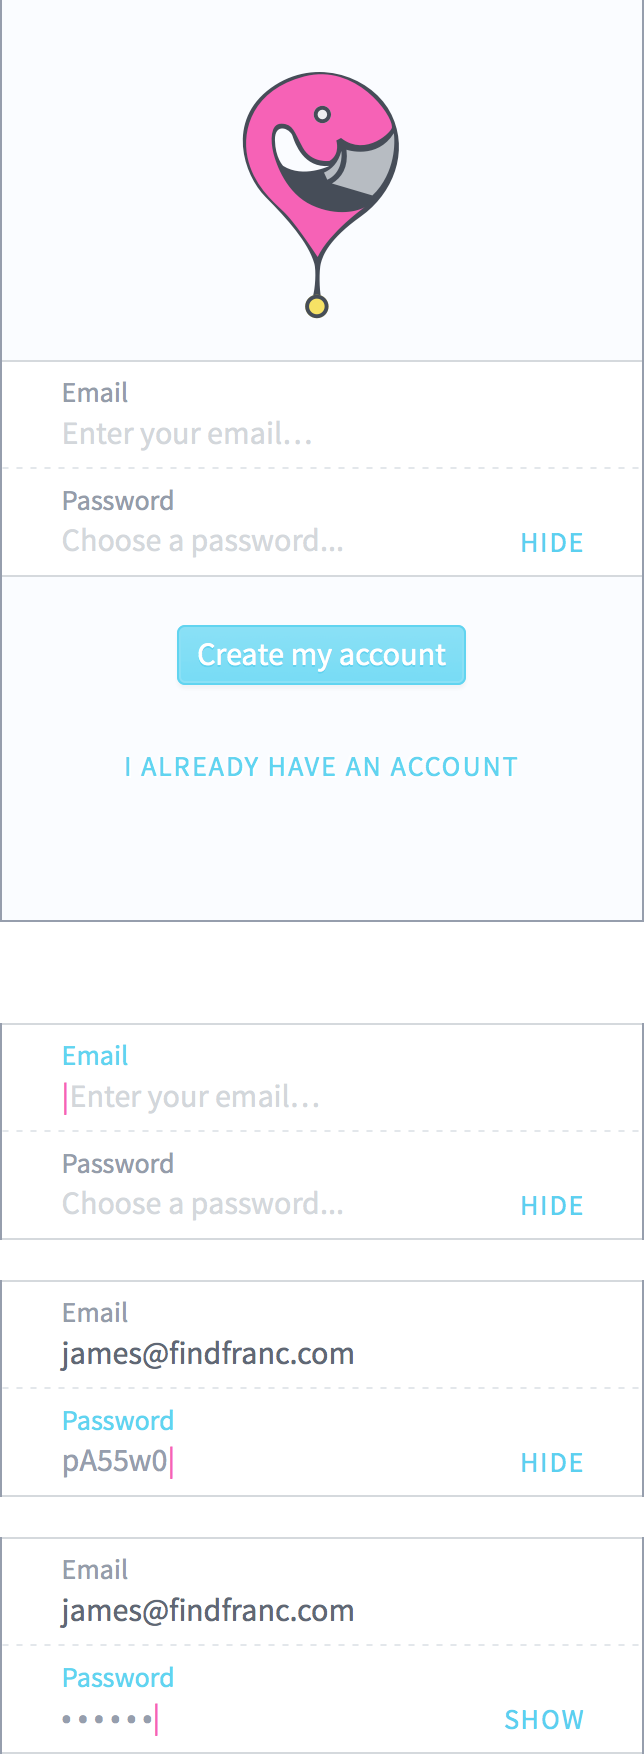 Email
Enter your email…
Password
Choose a password...
HIDE
Create my account
I ALREADY HAVE AN ACCOUNT
Email
Enter your email…
Password
Choose a password...
HIDE
Email
james@findfranc.com
Password
pA55w0
HIDE
Email
james@findfranc.com
Password
••••••
SHOW